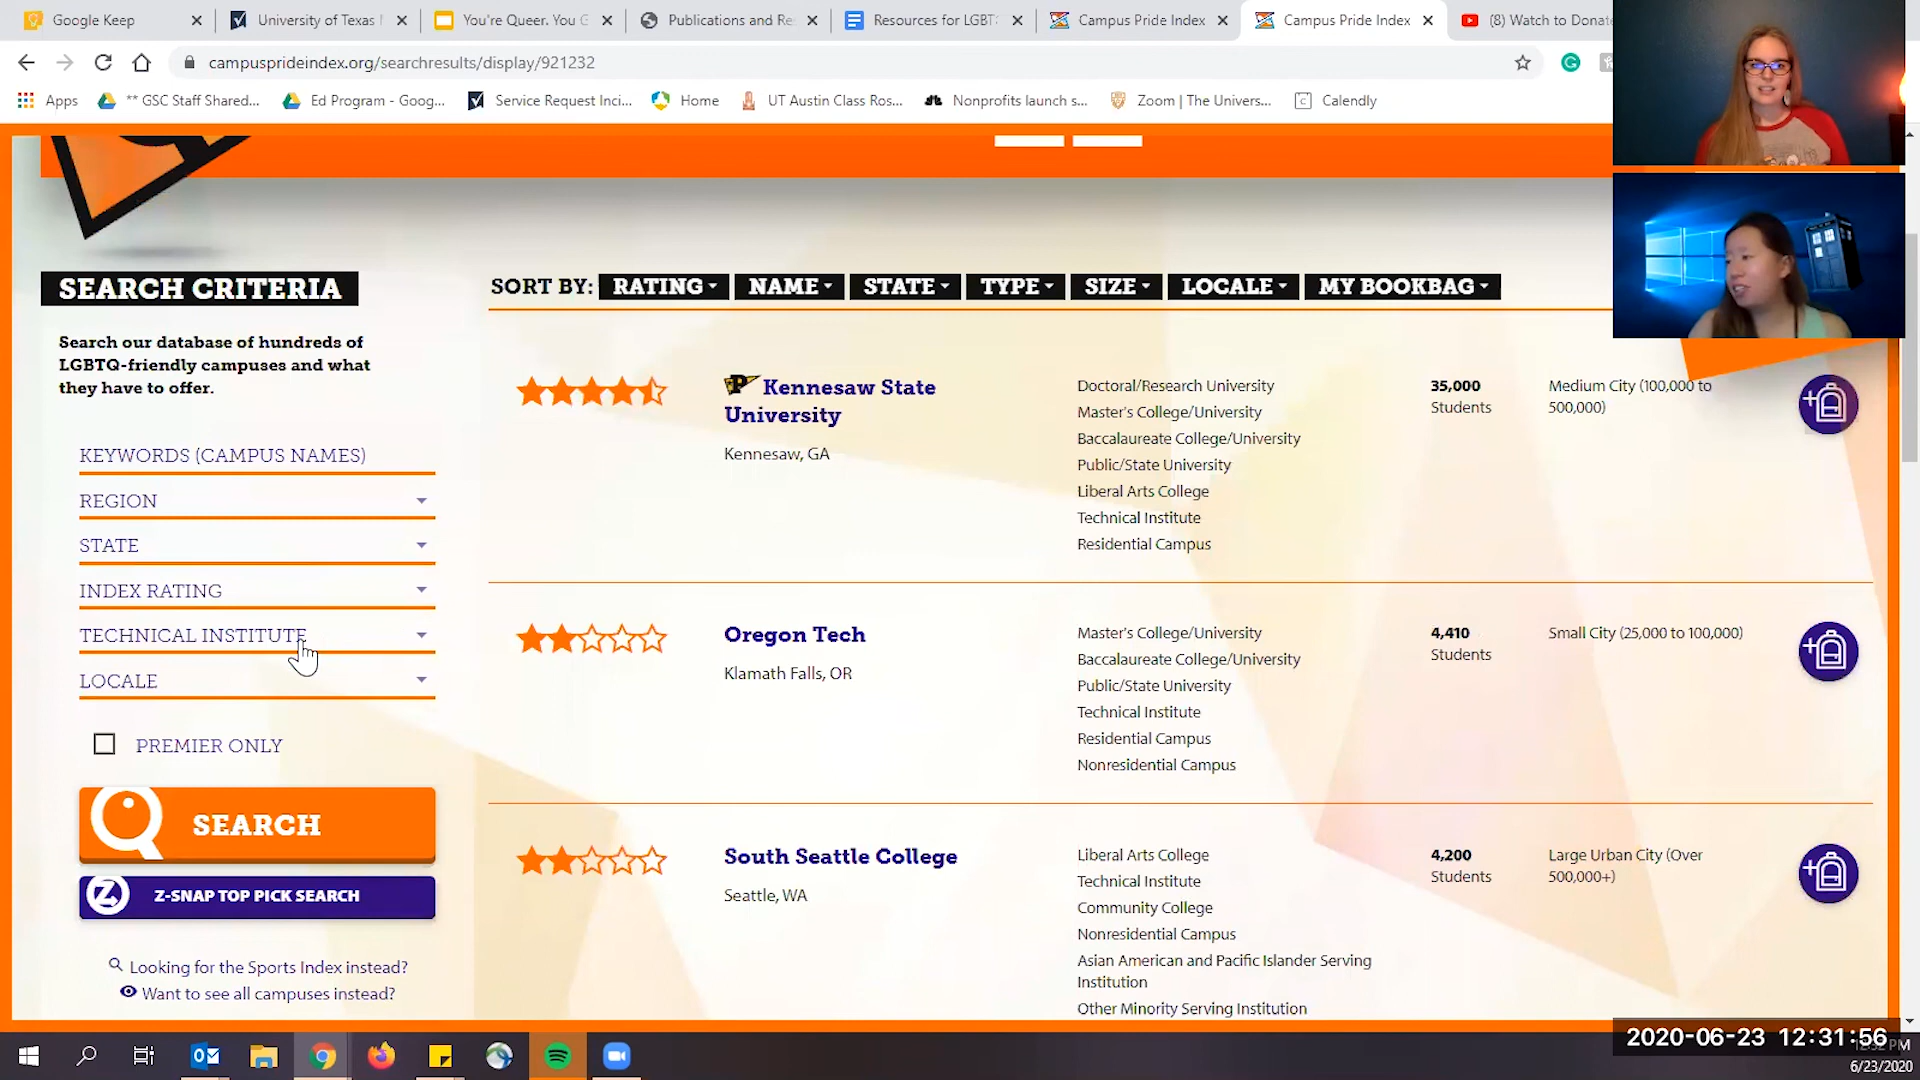 Google Keep
University of Texas
You're Queer. You G
Publications and Re
Resources for LGBT
Campus Pride Index
Campus Pride Index
(8) Watch to Donate
campusprideindex.org/searchresults/display/921232
Apps
** GSC Staff Shared...
Ed Program - Goog...
Service Request Inci...
Home
UT Austin Class Ros...
Nonprofits launch s...
Zoom | The Univers...
Calendly
SEARCH CRITERIA
Search our database of hundreds of
LGBTQ-friendly campuses and what
they have to offer.
KEYWORDS (CAMPUS NAMES)
REGION
STATE
INDEX RATING
TECHNICAL INSTITUTE
LOCALE
PREMIER ONLY
SEARCH
Z-SNAP TOP PICK SEARCH
Looking for the Sports Index instead?
Want to see all campuses instead?
SORT BY: RATING NAME STATE TYPE SIZE LOCALE MY BOOKBAG
Kennesaw State
University
Kennesaw, GA
Doctoral/Research University
Master's College/University
Baccalaureate College/University
Public/State University
Liberal Arts College
Technical Institute
Residential Campus
35,000
Students
Medium City (100,000 to
500,000)
Oregon Tech
Klamath Falls, OR
Master's College/University
Baccalaureate College/University
Public/State University
Technical Institute
Residential Campus
Nonresidential Campus
4,410
Students
Small City (25,000 to 100,000)
South Seattle College
Seattle, WA
Liberal Arts College
Technical Institute
Community College
Nonresidential Campus
Asian American and Pacific Islander Serving
Institution
Other Minority Serving Institution
4,200
Students
Large Urban City (Over
500,000+)
2020-06-23 12:31:56
6/23/2020